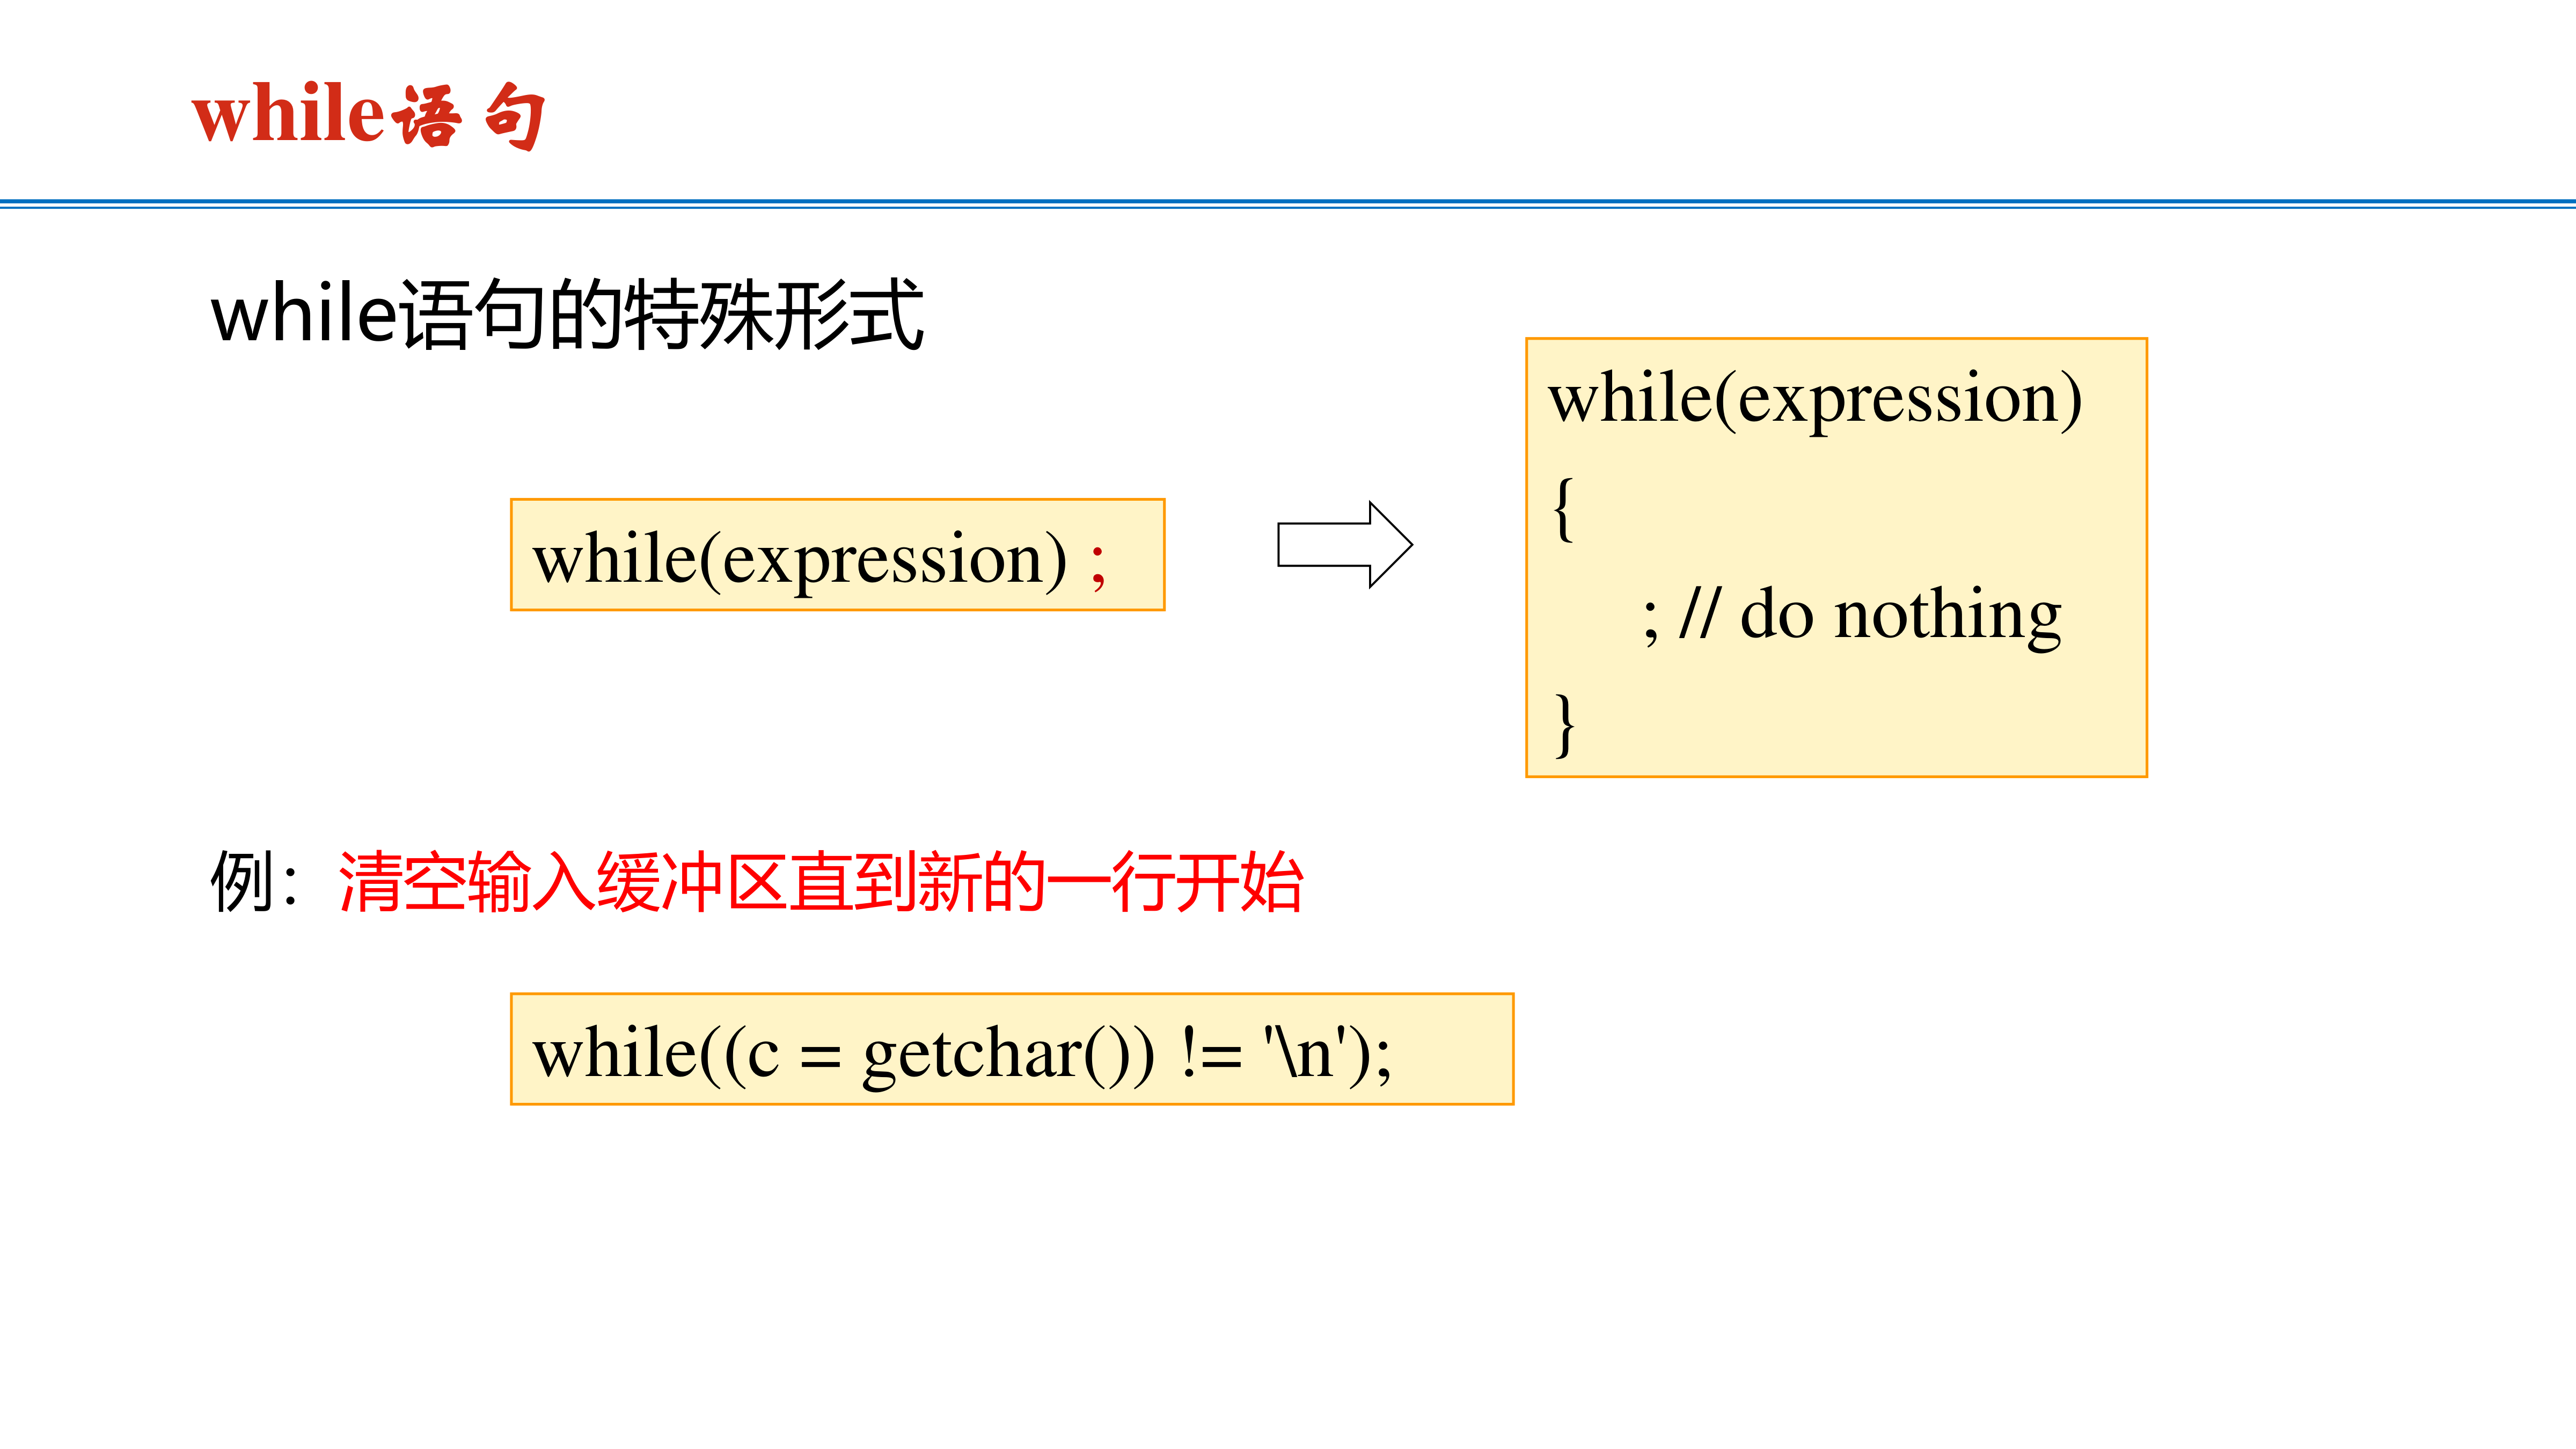 while语句
while语句的特殊形式
while(expression) ;
while(expression)
{
; // do nothing
}
例：清空输入缓冲区直到新的一行开始
while((c = getchar()) != '\n');